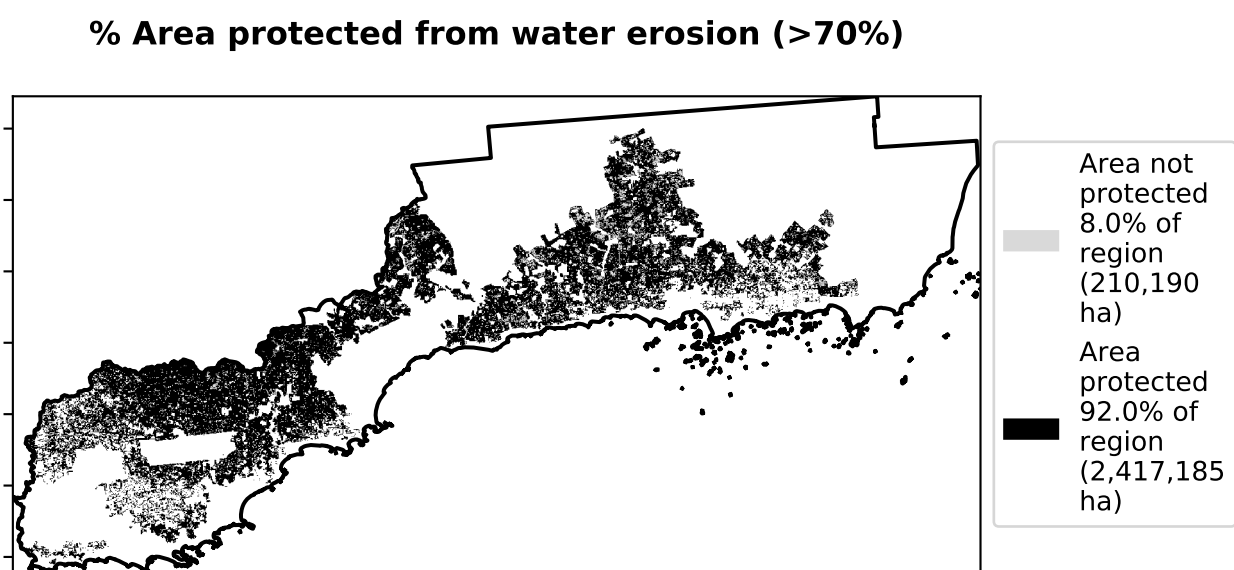 % Area protected from water erosion (>70%)
Area not
protected
8.0% of
region
(210,190
ha)
Area
protected
92.0% of
region
(2,417,185
ha)